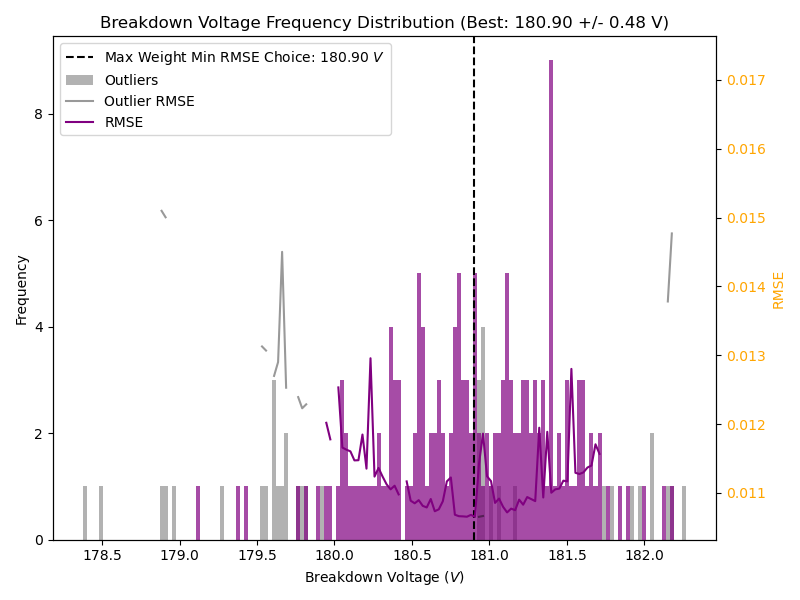 Breakdown Voltage Frequency Distribution (Best: 180.90 +/- 0.48 V)
Max Weight Min RMSE Choice: 180.90 V
Outliers
Outlier RMSE
RMSE
Frequency
8
6
4
2
0
0.017
0.016
0.015
0.014
0.013
0.012
0.011
RMSE
178.5 179.0 179.5 180.0 180.5 181.0 181.5 182.0
Breakdown Voltage (V)